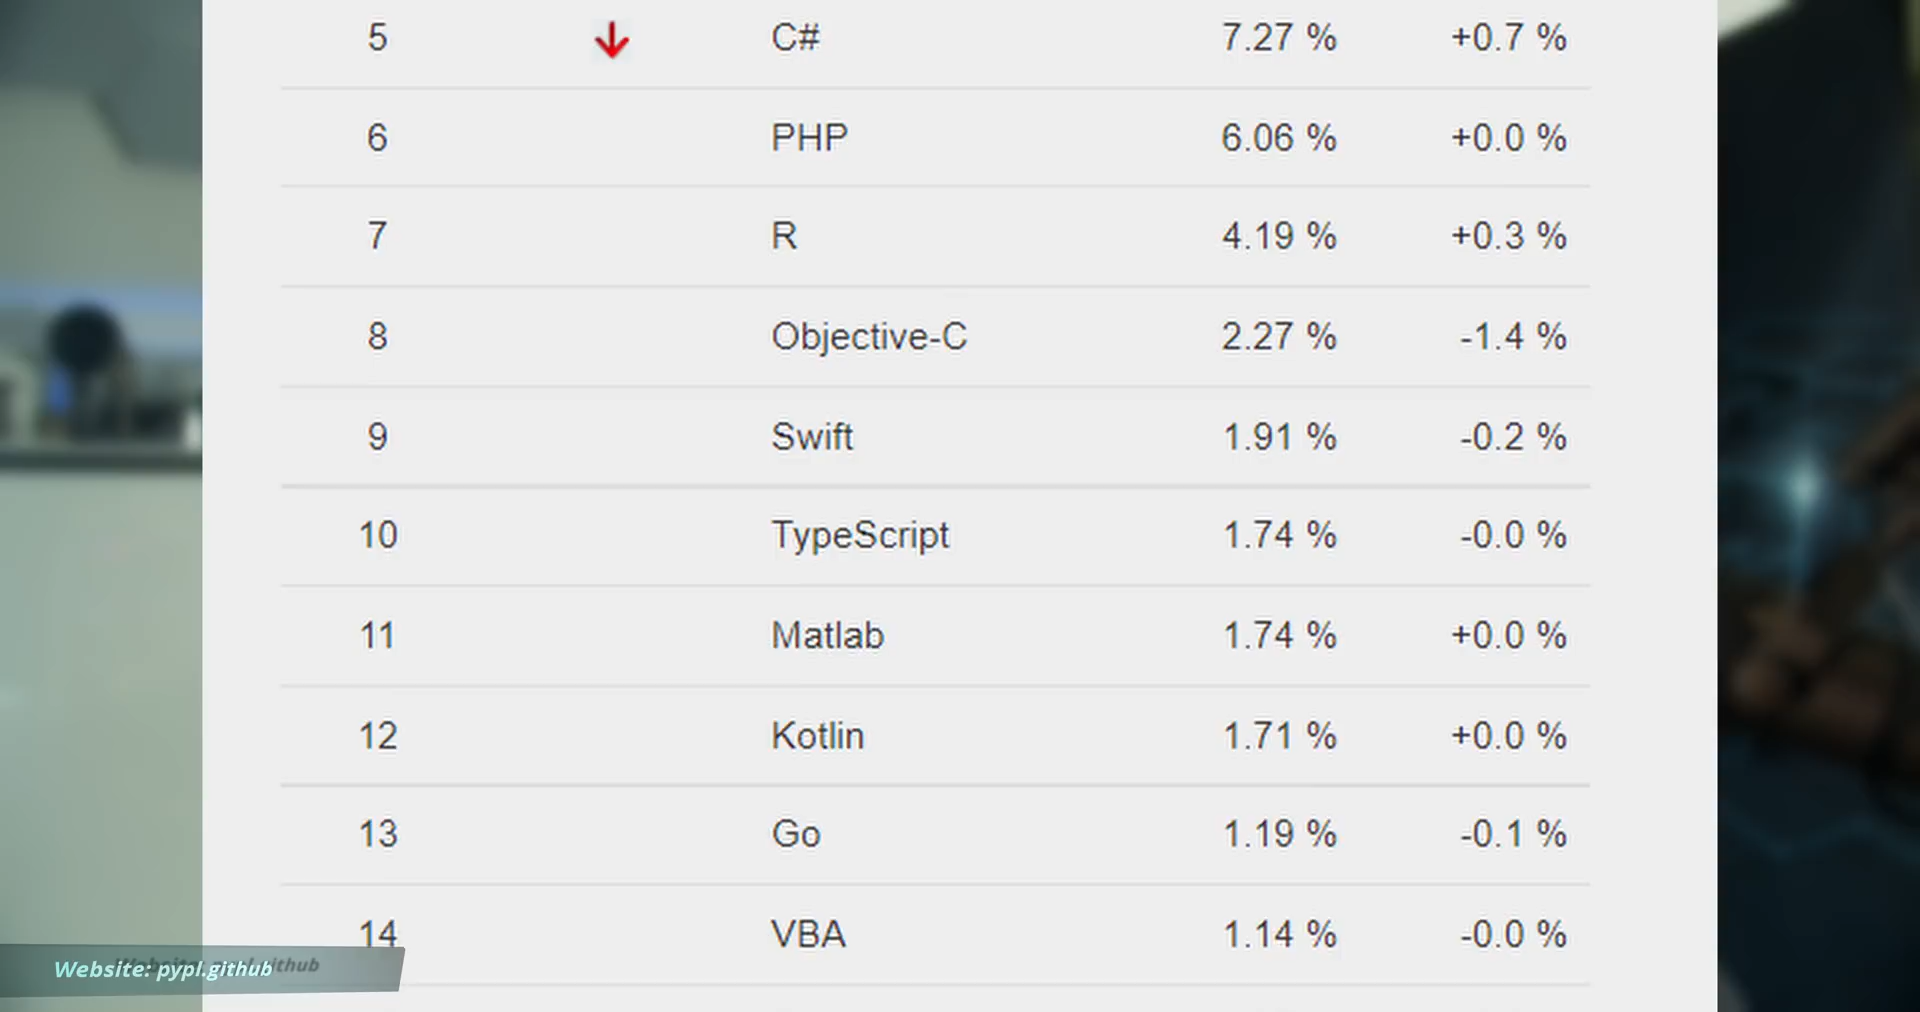 5 C# 7.27 % +0.7 %
6 PHP 6.06 % +0.0 %
7 R 4.19 % +0.3 %
8 Objective-C 2.27 % -1.4 %
9 Swift 1.91 % -0.2 %
10 TypeScript 1.74 % -0.0 %
11 Matlab 1.74 % +0.0 %
12 Kotlin 1.71 % +0.0 %
13 Go 1.19 % -0.1 %
14 VBA 1.14 % -0.0 %
Website: pypl.github